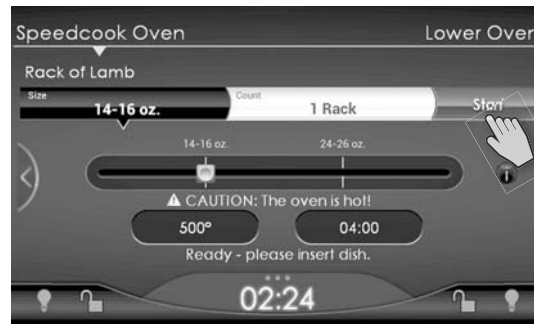 Speedcook Oven Lower Oven
Rack of Lamb
Size 14-16 oz. Count 1 Rack Start
14-16 oz. 24-26 oz.
CAUTION: The oven is hot!
500° 04:00
Ready - please insert dish.
02:24